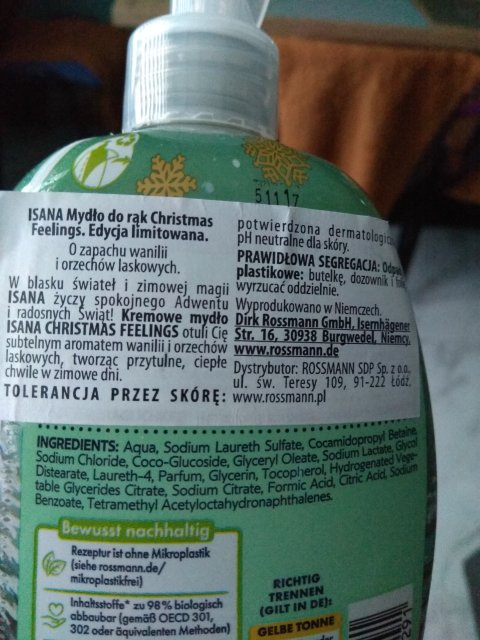 51117
ISANA Mydło do rąk Christmas
Feelings. Edycja limitowana.
O zapachu wanilii
i orzechów laskowych.
W blasku świateł i zimowej magii
ISANA życzy spokojnego Adwentu
i radosnych Świąt! Kremowe mydło
ISANA CHRISTMAS FEELINGS otuli Cię
subtelnym aromatem wanilii i orzechów
laskowych, tworząc przytulne, ciepłe
chwile w zimowe dni.
TOLERANCJA PRZEZ SKÓRĘ:
potwierdzona dermatologicznie,
pH neutralne dla skóry.
PRAWIDŁOWA SEGREGACJA:
plastikowe: butelkę, dozownik i
wyrzucać oddzielnie.
Wyprodukowano w Niemczech.
Dirk Rossmann GmbH, Isernhägener
Str. 16, 30938 Burgwedel, Niemcy,
www.rossmann.de
Dystrybutor: ROSSMANN SDP Sp. z o.o.,
ul. św. Teresy 109, 91-222 Łódź,
www.rossmann.pl
INGREDIENTS: Aqua, Sodium Laureth Sulfate, Cocamidopropyl Betaine,
Sodium Chloride, Coco-Glucoside, Glyceryl Oleate, Sodium Lactate, Glycol
Distearate, Laureth-4, Parfum, Glycerin, Tocopherol, Hydrogenated Vege-
table Glycerides Citrate, Sodium Citrate, Formic Acid, Citric Acid, Sodium
Benzoate, Tetramethyl Acetyloctahydronaphthalenes.
Bewusst nachhaltig
Rezeptur ist ohne Mikroplastik
(siehe rossmann.de/
mikroplastikfrei)
Inhaltsstoffe* zu 98 % biologisch
abbaubar (gemäß OECD 301,
302 oder äquivalenten Methoden)
RICHTIG
TRENNEN
(GILT IN DE):
GELBE TONNE